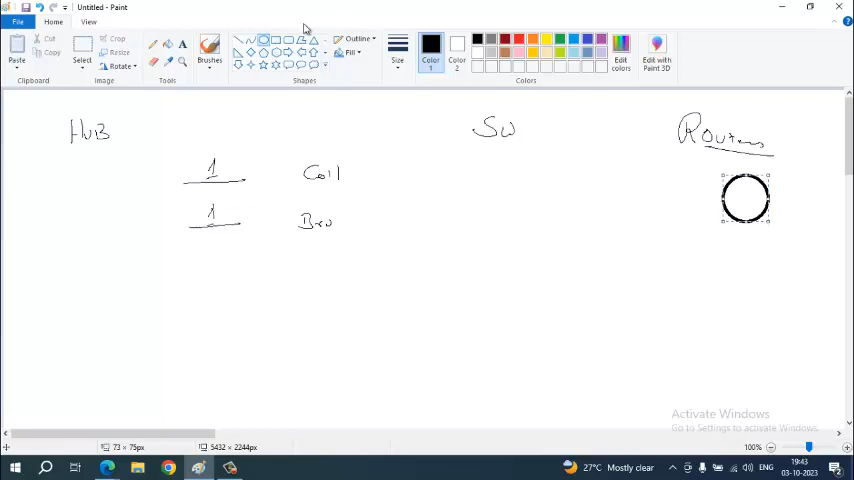 Untitled - Paint
File Home View
Paste
Cut
Copy
Clipboard
Select
Crop
Resize
Rotate
Image
A
Tools
Brushes
Outline
Fill
Shapes
Size
Color
1
Color
2
Edit
colors
Colors
Edit with
Paint 3D
HUB SW Routers
1 Coll
1 Bro
Activate Windows
Go to Settings to activate Windows.
73 × 75px 5432 × 2244px 100%
27°C Mostly clear ENG 19:43
03-10-2023 2